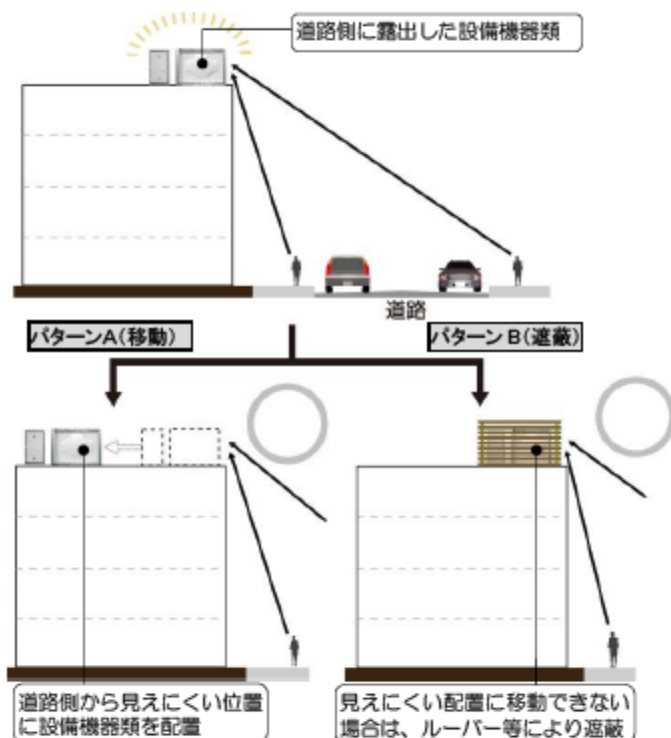 道路側に露出した設備機器類
道路
パターンA(移動)
パターンB(遮蔽)
道路側から見えにくい位置
に設備機器類を配置
見えにくい配置に移動できない
場合は、ルーバー等により遮蔽